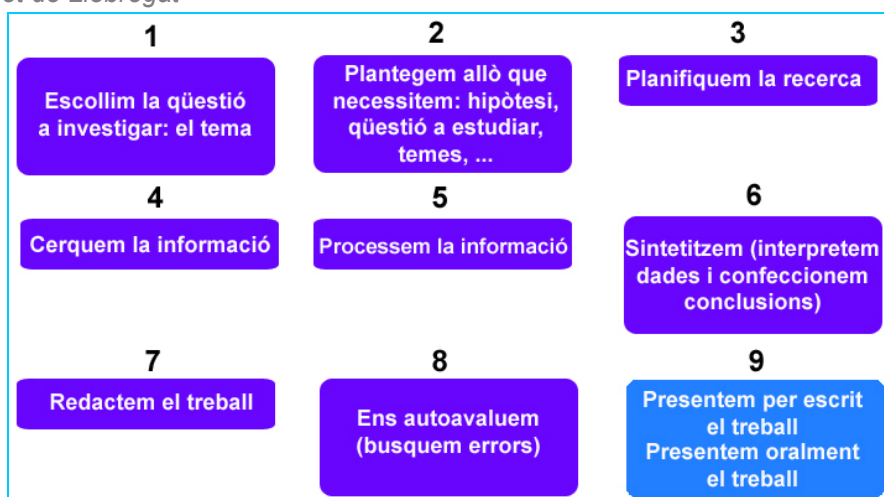 de Llobregat
1
Escollim la qüestió
a investigar: el tema
2
Plantegem allò que
necessitem: hipòtesi,
qüestió a estudiar,
temes, ...
3
Planifiquem la recerca
4
Cerquem la informació
5
Processem la informació
6
Sintetitzem (interpretem
dades i confeccionem
conclusions)
7
Redactem el treball
8
Ens autoavaluem
(busquem errors)
9
Presentem per escrit
el treball
Presentem oralment
el treball